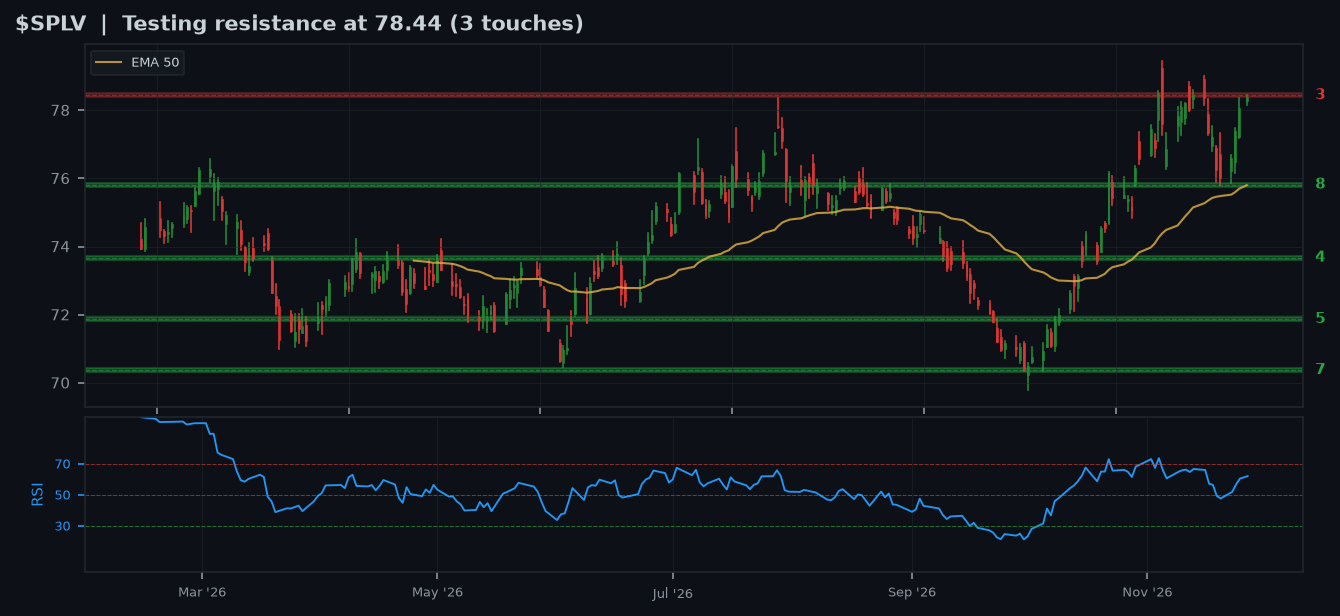 $SPLV | Testing resistance at 78.44 (3 touches)
EMA 50
78
76
74
72
70
3
8
4
5
7
RSI
70
50
30
Mar '26
May '26
Jul '26
Sep '26
Nov '26